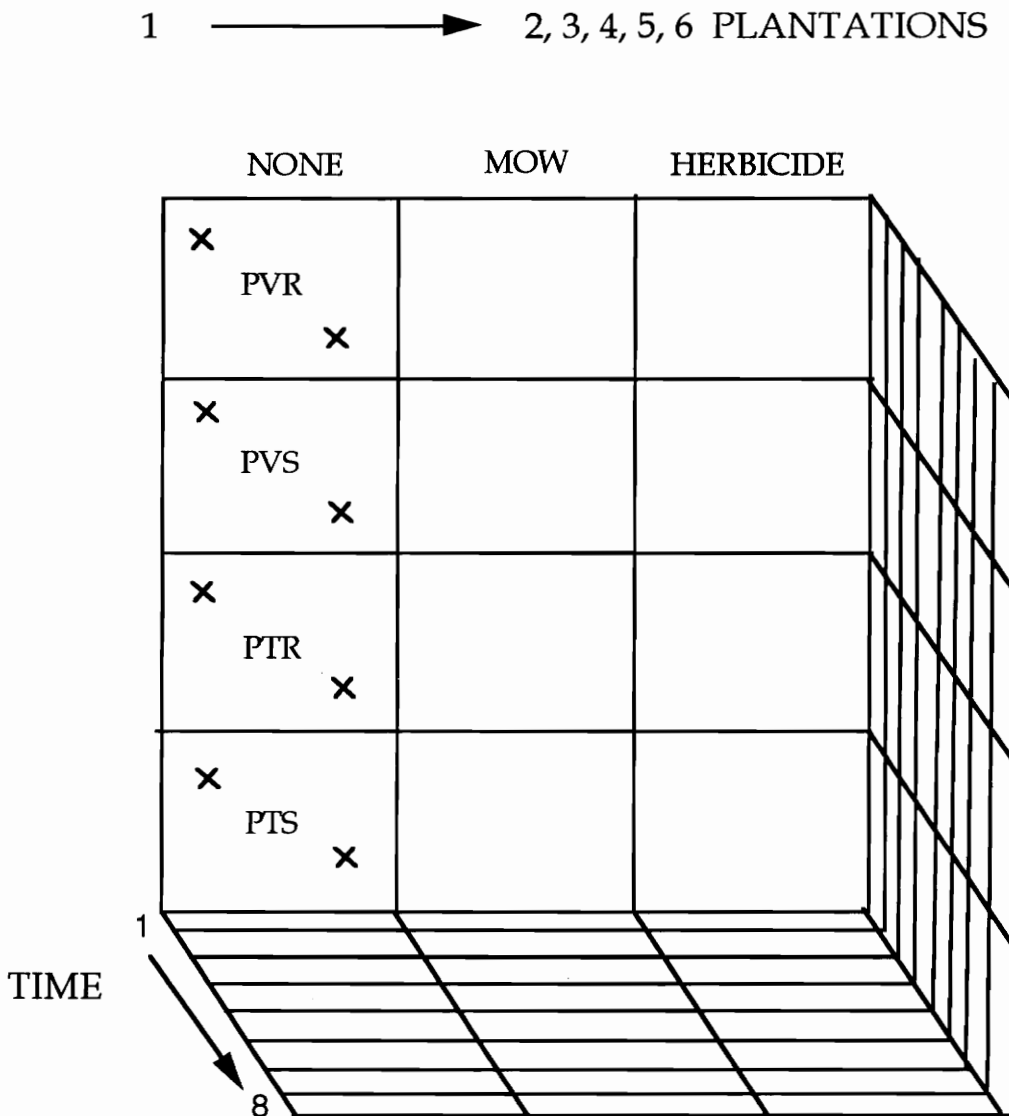 1 2, 3, 4, 5, 6 PLANTATIONS
NONE MOW HERBICIDE
PVR
PVS
PTR
PTS
1
TIME
8